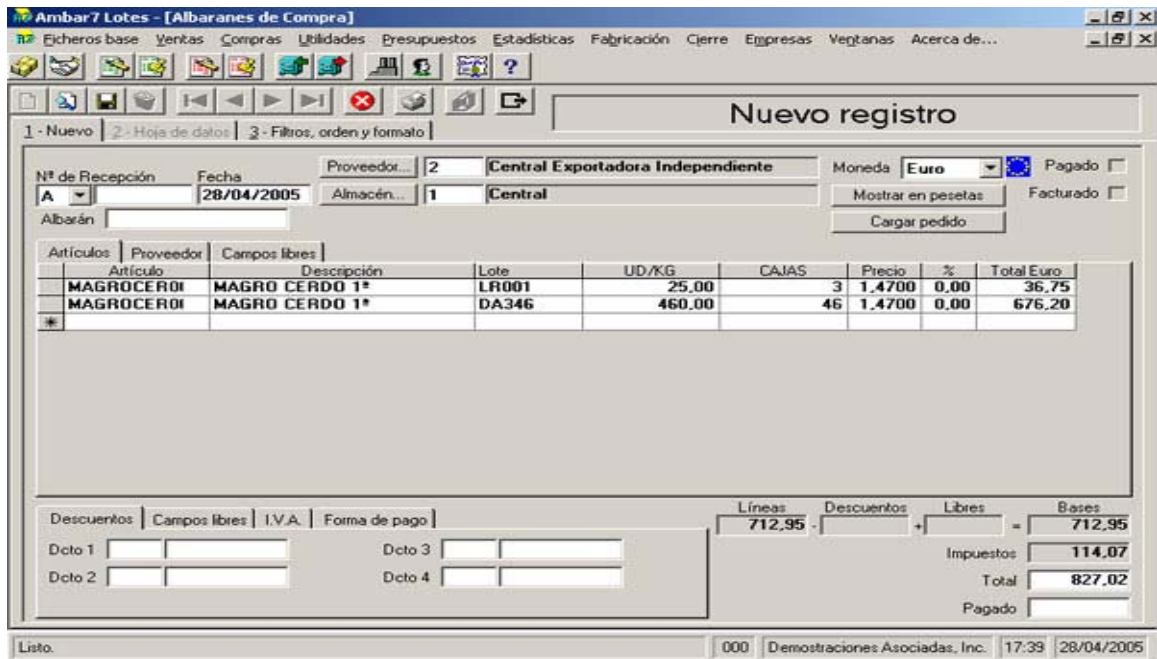 Ambar7 Lotes - [Albaranes de Compra]
Ficheros base Ventas Compras Utilidades Presupuestos Estadísticas Fabricación Cierre Empresas Ventanas Acerca de...
Nuevo registro
1 - Nuevo 2 - Hoja de datos 3 - Filtros, orden y formato
Nº de Recepción Fecha Proveedor... 2 Central Exportadora Independiente Moneda Euro Pagado
A 28/04/2005 Almacén... 1 Central Mostrar en pesetas Facturado
Albarán Cargar pedido
Artículos Proveedor Campos libres
Artículo Descripción Lote UD/KG CAJAS Precio % Total Euro
MAGROCEROI MAGRO CERDO 1ª LR001 25,00 3 1,4700 0,00 36,75
MAGROCEROI MAGRO CERDO 1ª DA346 460,00 46 1,4700 0,00 676,20
Descuentos Campos libres I.V.A. Forma de pago
Líneas Descuentos Libres Bases
712,95 - + = 712,95
Dcto 1 Dcto 3
Impuestos 114,07
Dcto 2 Dcto 4
Total 827,02
Pagado
Listo. 000 Demostraciones Asociadas, Inc. 17:39 28/04/2005